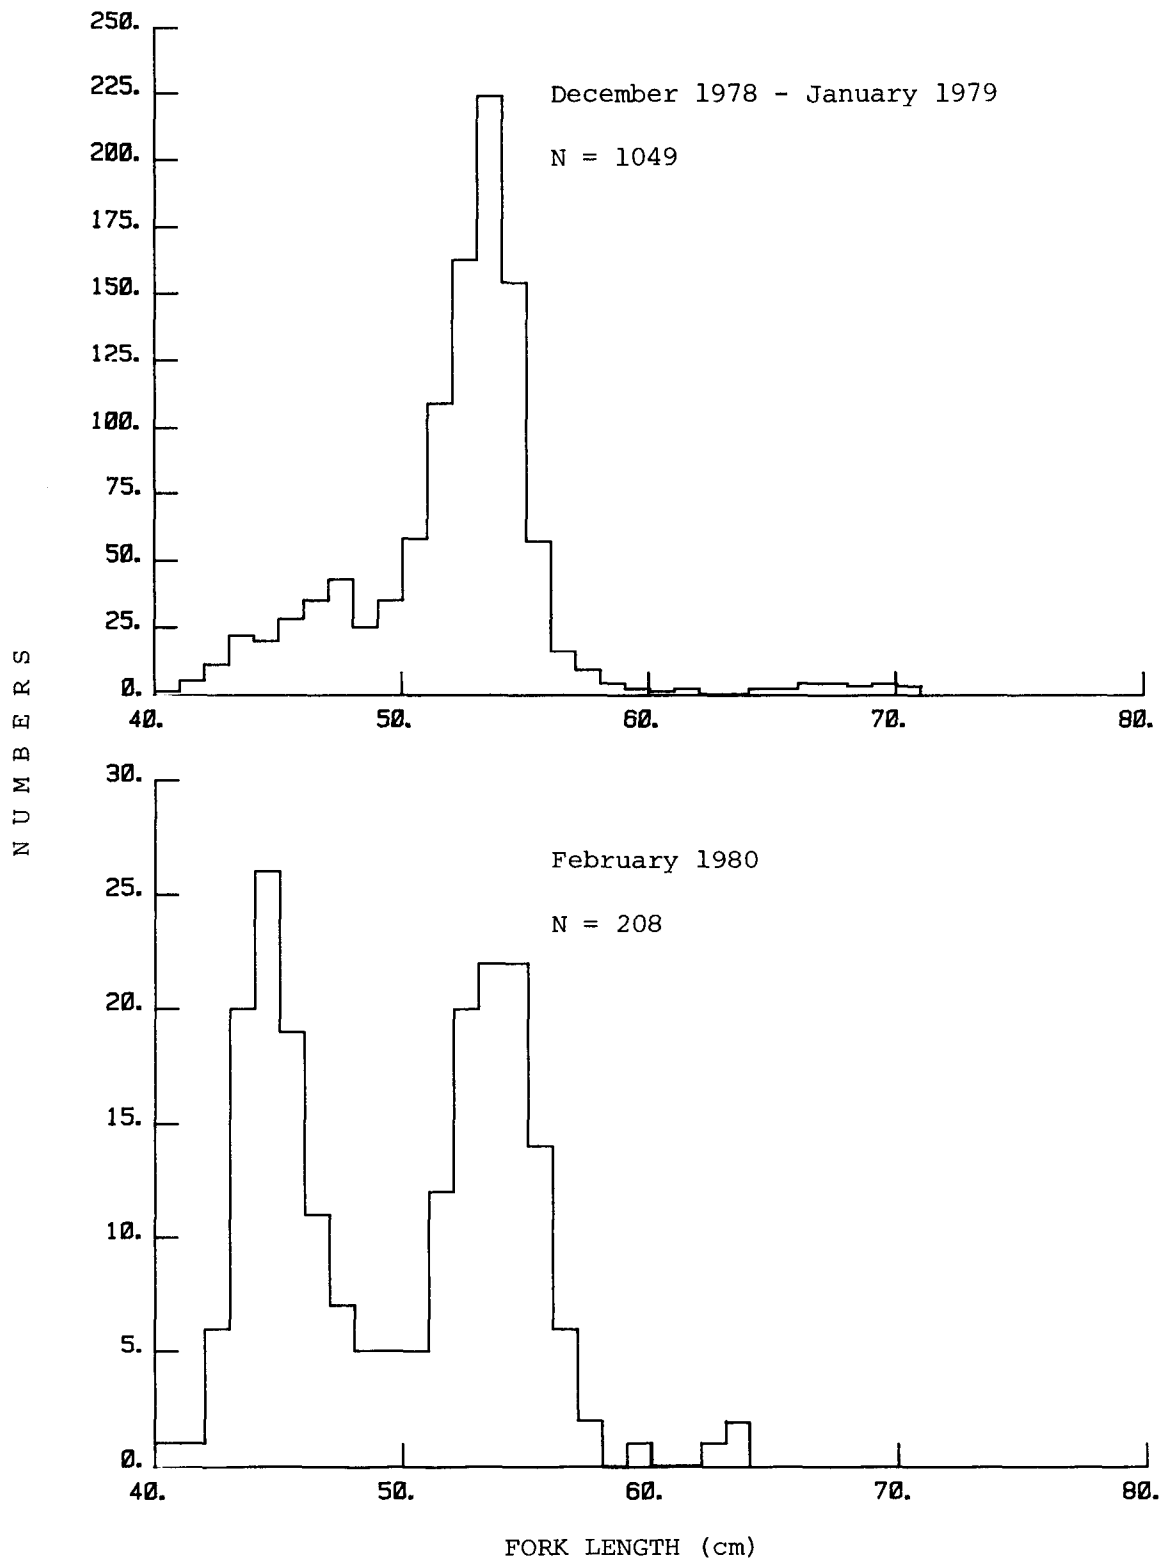 250.
225.
200.
175.
150.
125.
100.
75.
50.
25.
0.
December 1978 - January 1979
N = 1049
40. 50. 60. 70. 80.
NUMBERS
30.
25.
20.
15.
10.
5.
0.
February 1980
N = 208
40. 50. 60. 70. 80.
FORK LENGTH (cm)